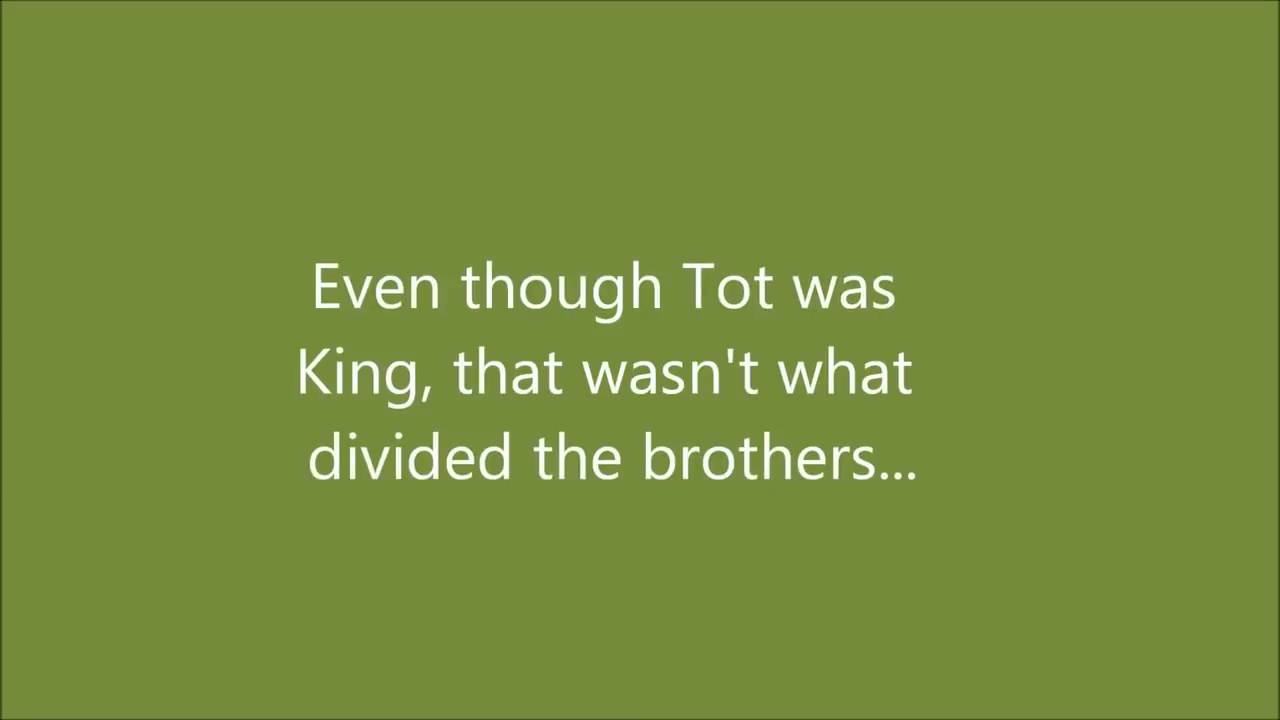 Even though Tot was
King, that wasn't what
divided the brothers...